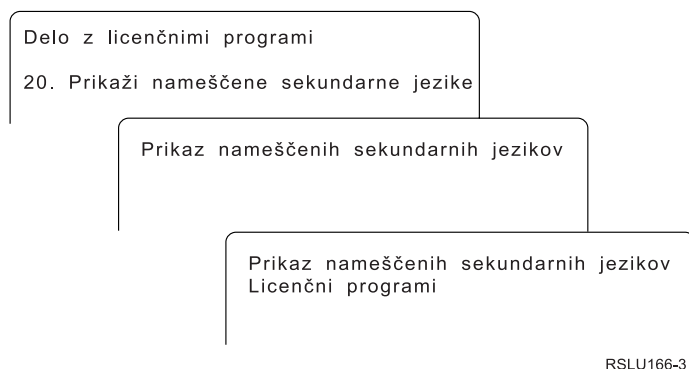 Delo z licenčnimi programi
20. Prikaži nameščene sekundarne jezike
Prikaz nameščenih sekundarnih jezikov
Prikaz nameščenih sekundarnih jezikov
Licenčni programi
RSLU166-3